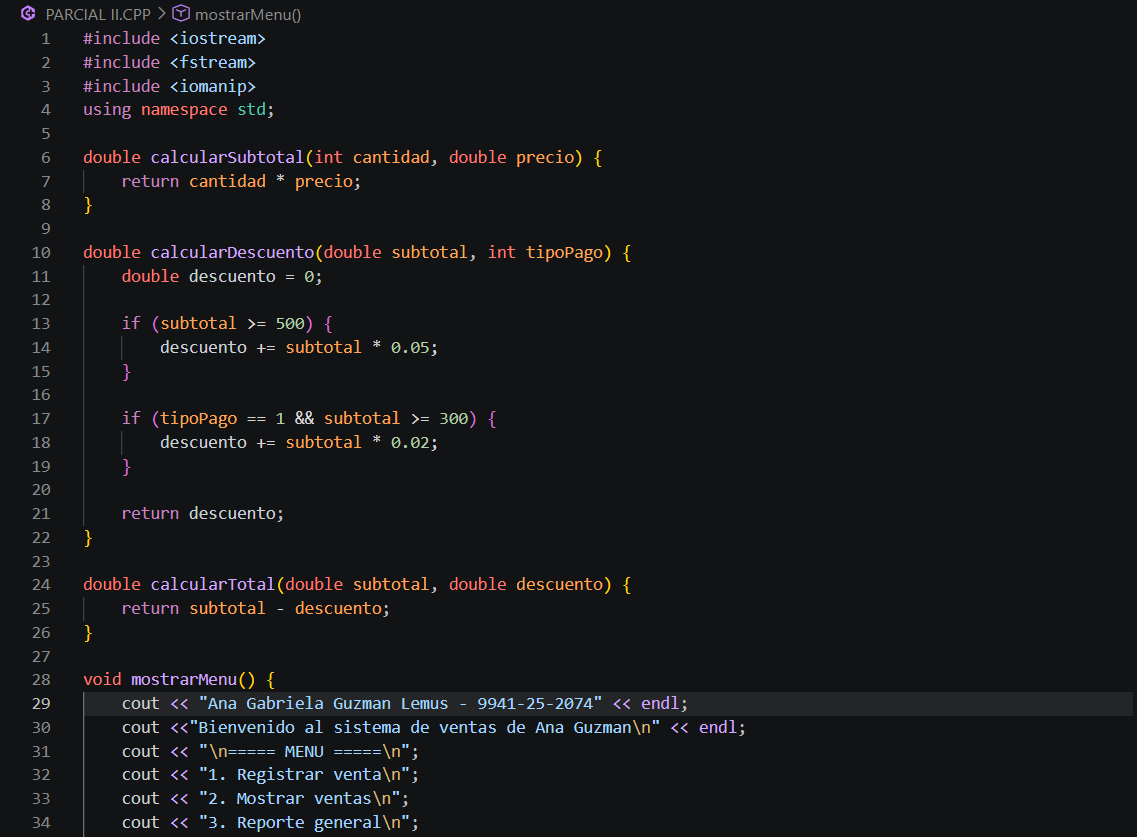 PARCIAL II.CPP > mostrarMenu()
1 #include <iostream>
2 #include <fstream>
3 #include <iomanip>
4 using namespace std;
5
6 double calcularSubtotal(int cantidad, double precio) {
7     return cantidad * precio;
8 }
9
10 double calcularDescuento(double subtotal, int tipoPago) {
11     double descuento = 0;
12
13     if (subtotal >= 500) {
14         descuento += subtotal * 0.05;
15     }
16
17     if (tipoPago == 1 && subtotal >= 300) {
18         descuento += subtotal * 0.02;
19     }
20
21     return descuento;
22 }
23
24 double calcularTotal(double subtotal, double descuento) {
25     return subtotal - descuento;
26 }
27
28 void mostrarMenu() {
29     cout << "Ana Gabriela Guzman Lemus - 9941-25-2074" << endl;
30     cout <<"Bienvenido al sistema de ventas de Ana Guzman\n" << endl;
31     cout << "\n===== MENU =====\n";
32     cout << "1. Registrar venta\n";
33     cout << "2. Mostrar ventas\n";
34     cout << "3. Reporte general\n";